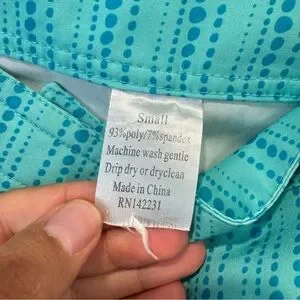 Small
93%poly/7%spandex
Machine wash gentle
Drip dry or dryclean
Made in China
RN142231